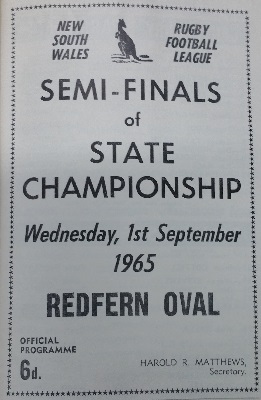 NEW
SOUTH
WALES
RUGBY
FOOTBALL
LEAGUE
SEMI-FINALS
of
STATE
CHAMPIONSHIP
Wednesday, 1st September
1965
REDFERN OVAL
OFFICIAL
PROGRAMME
6d.
HAROLD R. MATTHEWS,
Secretary.